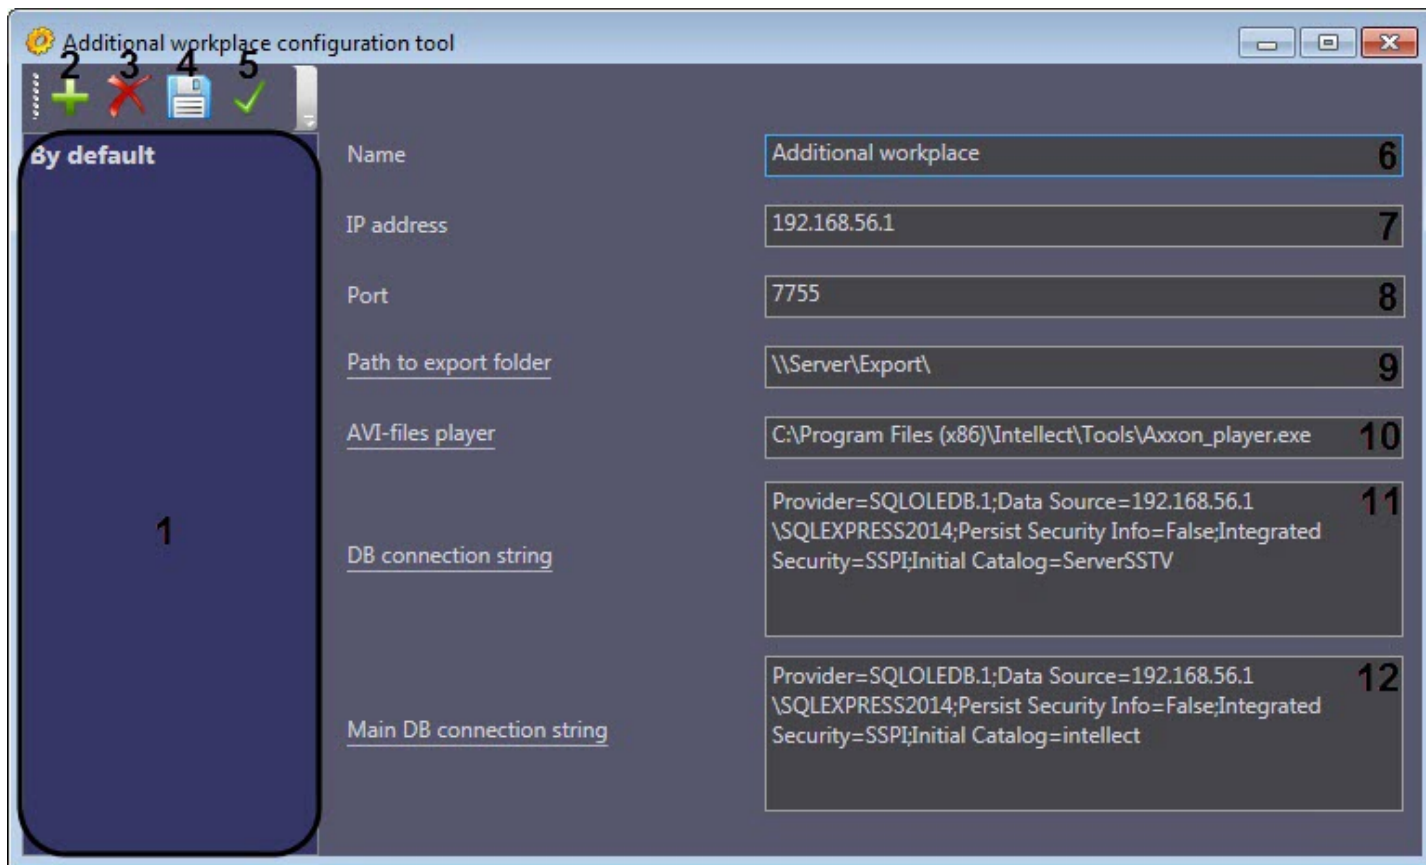 Additional workplace configuration tool
2 3 4 5
By default
1
Name
Additional workplace 6
IP address
192.168.56.1 7
Port
7755 8
Path to export folder
\\Server\Export\ 9
AVI-files player
C:\Program Files (x86)\Intellect\Tools\Axxon_player.exe 10
DB connection string
Provider=SQLOLEDB.1;Data Source=192.168.56.1 11
\SQLEXPRESS2014;Persist Security Info=False;Integrated
Security=SSPI;Initial Catalog=ServerSSTV
Main DB connection string
Provider=SQLOLEDB.1;Data Source=192.168.56.1 12
\SQLEXPRESS2014;Persist Security Info=False;Integrated
Security=SSPI;Initial Catalog=intellect